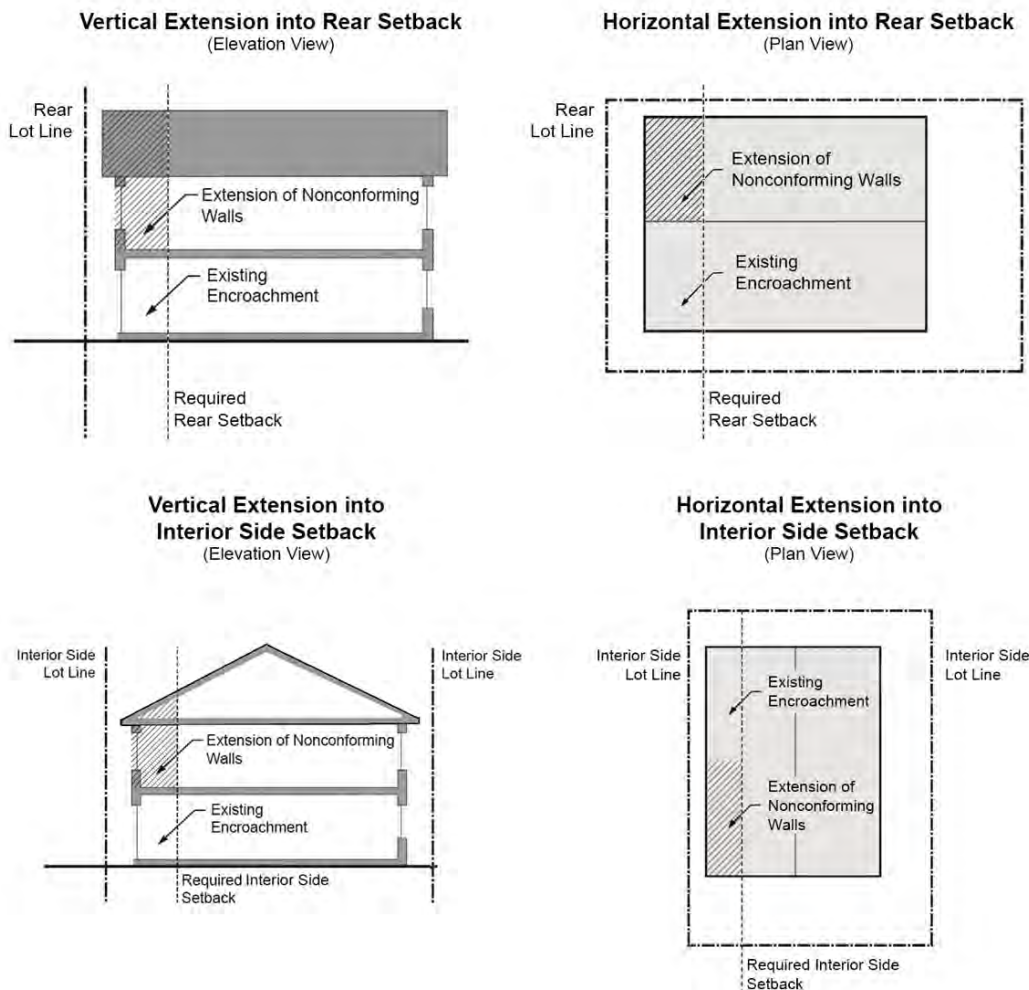 Vertical Extension into Rear Setback
(Elevation View)
Rear
Lot Line
Extension of Nonconforming
Walls
Existing
Encroachment
Required
Rear Setback
Horizontal Extension into Rear Setback
(Plan View)
Rear
Lot Line
Extension of
Nonconforming Walls
Existing
Encroachment
Required
Rear Setback
Vertical Extension into
Interior Side Setback
(Elevation View)
Interior Side
Lot Line
Interior Side
Lot Line
Extension of Nonconforming
Walls
Existing
Encroachment
Required Interior Side
Setback
Horizontal Extension into
Interior Side Setback
(Plan View)
Interior Side
Lot Line
Interior Side
Lot Line
Existing
Encroachment
Extension of
Nonconforming
Walls
Required Interior Side
Setback